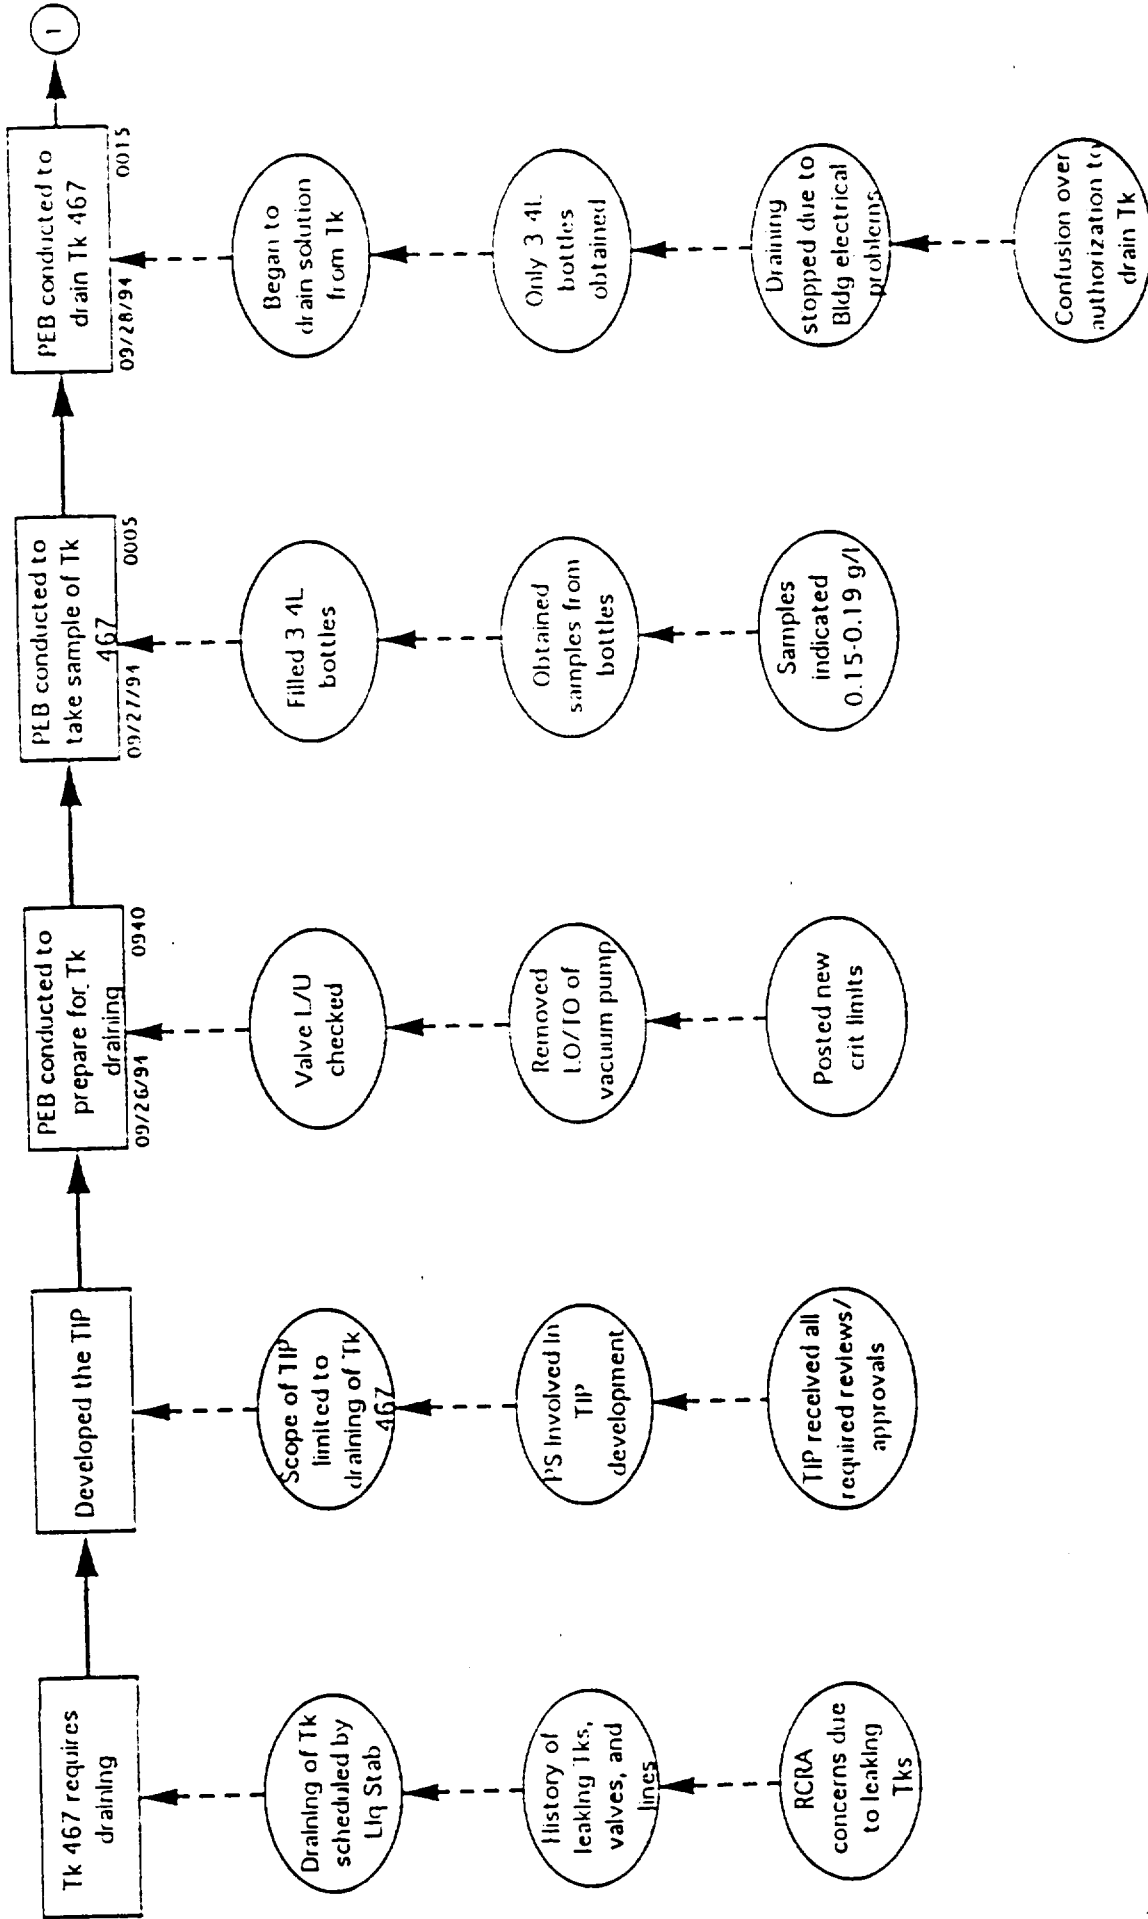 Tk 467 requires
draining
Draining of Tk
scheduled by
Liq Stab
History of
leaking Tks,
valves, and
lines
RCRA
concerns due
to leaking
Tks
Developed the TIP
Scope of TIP
limited to
draining of Tk
467
PS Involved In
TIP
development
TIP received all
required reviews/
approvals
PEB conducted to
prepare for Tk
draining
09/26/94 0940
Valve L/U
checked
Removed
LO/TO of
vacuum pump
Posted new
crit limits
PEB conducted to
take sample of Tk
467
09/27/94 0005
Filled 3 4L
bottles
Obtained
samples from
bottles
Samples
indicated
0.15-0.19 g/l
PEB conducted to
drain Tk 467
09/28/94 0015
Began to
drain solution
from Tk
Only 3 4L
bottles
obtained
Draining
stopped due to
Bldg electrical
problems
Confusion over
authorization to
drain Tk
1